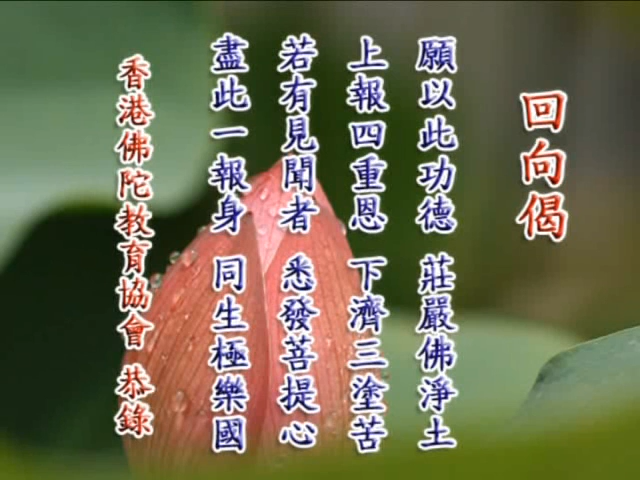 回向偈
願以此功德 莊嚴佛淨土
上報四重恩 下濟三塗苦
若有見聞者 悉發菩提心
盡此一報身 同生極樂國
香港佛陀教育協會 恭錄